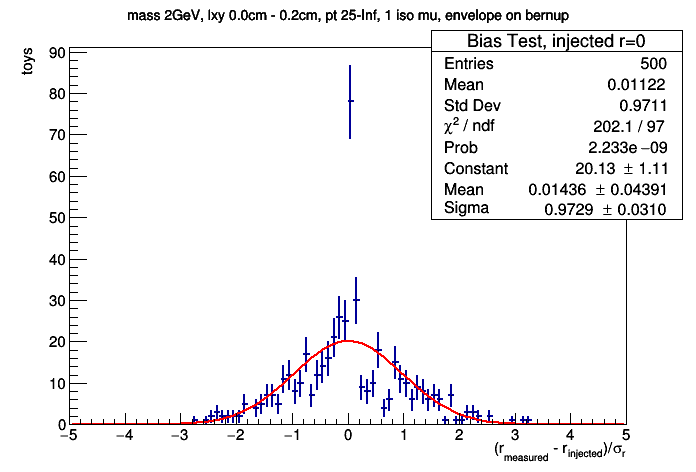 mass 2GeV, lxy 0.0cm - 0.2cm, pt 25-Inf, 1 iso mu, envelope on bernup
Bias Test, injected r=0
Entries 500
Mean 0.01122
Std Dev 0.9711
χ² / ndf 202.1 / 97
Prob 2.233e−09
Constant 20.13 ± 1.11
Mean 0.01436 ± 0.04391
Sigma 0.9729 ± 0.0310
toys
90
80
70
60
50
40
30
20
10
0
−5 −4 −3 −2 −1 0 1 2 3 4 5
(r_measured - r_injected)/σ_r